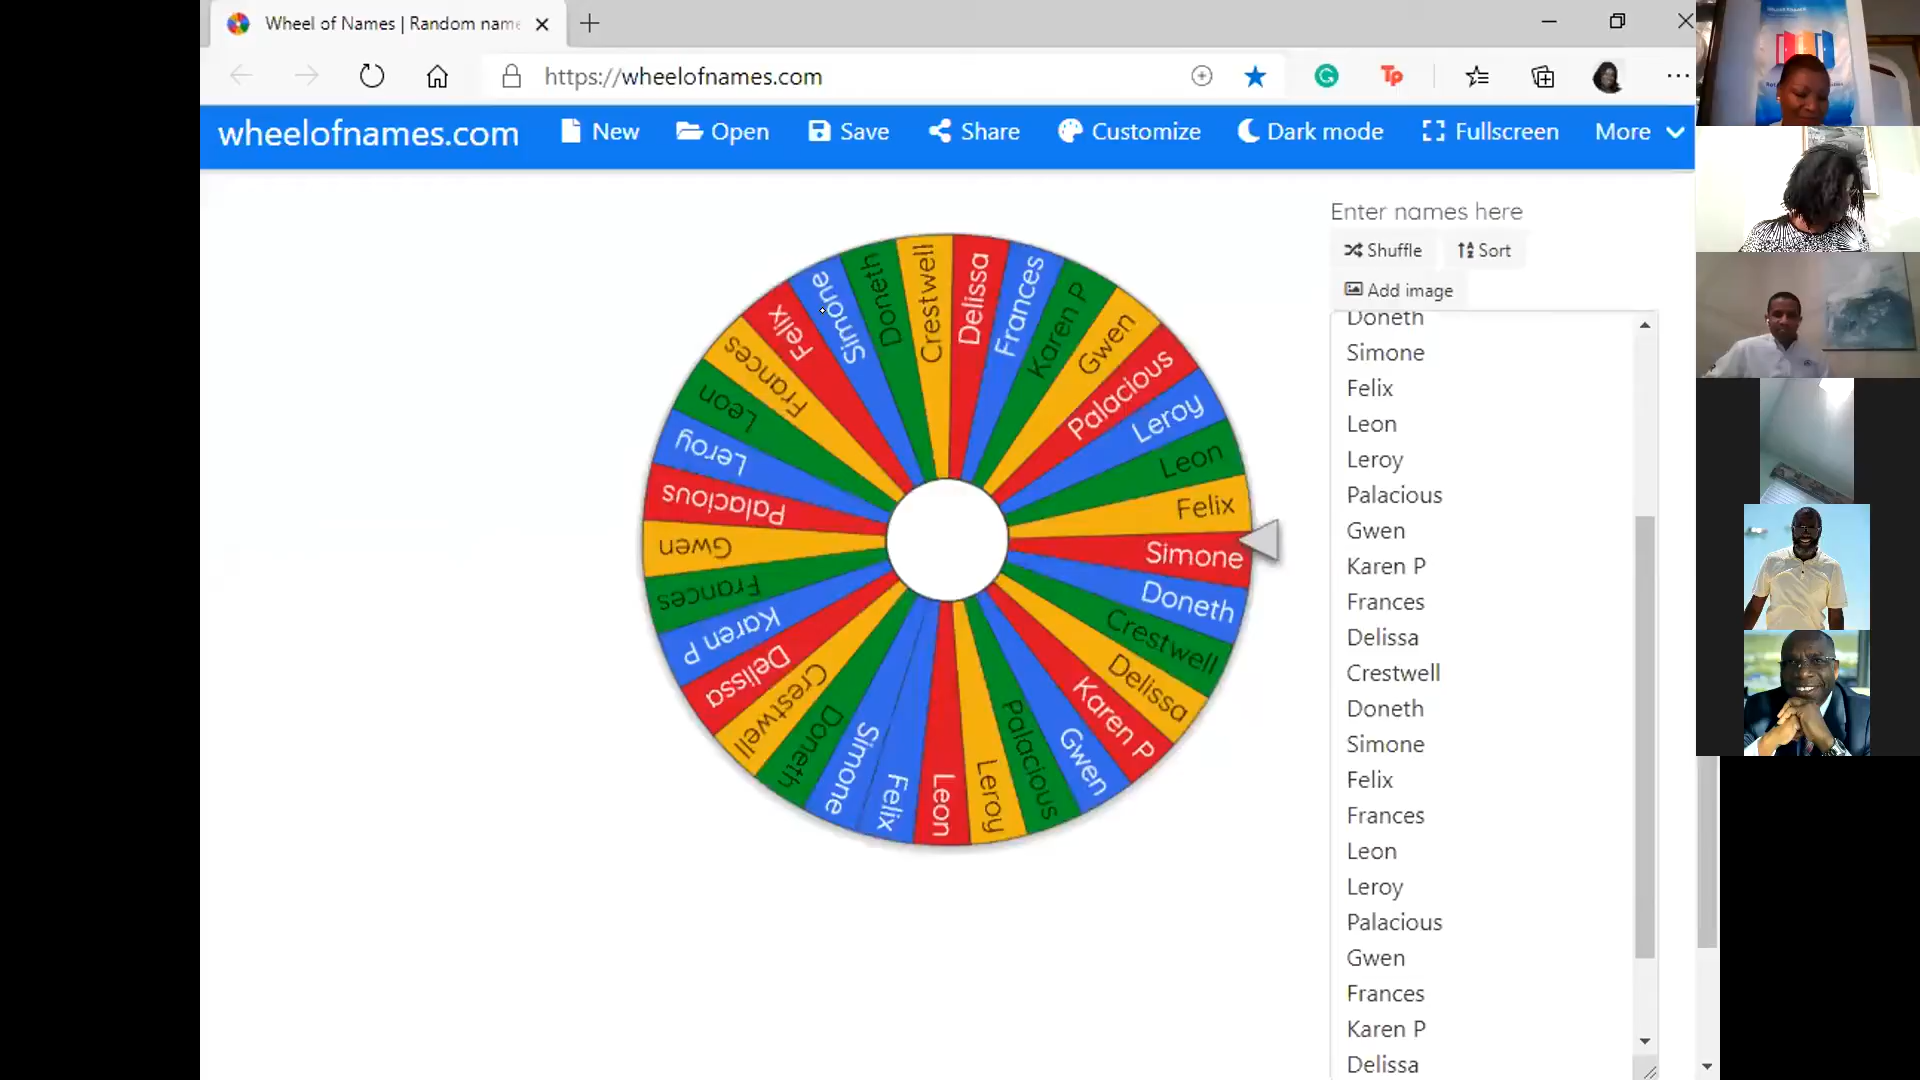 Wheel of Names | Random name
https://wheelofnames.com
Tp
wheelofnames.com New Open Save Share Customize Dark mode Fullscreen More
Enter names here
Shuffle Sort
Add image
Doneth
Simone
Felix
Leon
Leroy
Palacious
Gwen
Karen P
Frances
Delissa
Crestwell
Doneth
Simone
Felix
Frances
Leon
Leroy
Palacious
Gwen
Frances
Karen P
Delissa
Crestwell
Delissa
Frances
Karen P
Gwen
Palacious
Leroy
Leon
Felix
Simone
Doneth
Crestwell
Delissa
Karen P
Gwen
Palacious
Leroy
Leon
Felix
Simone
Doneth
Crestwell
Delissa
Karen P
Frances
Gwen
Palacious
Leroy
Leon
Frances
Felix
Simone
Doneth